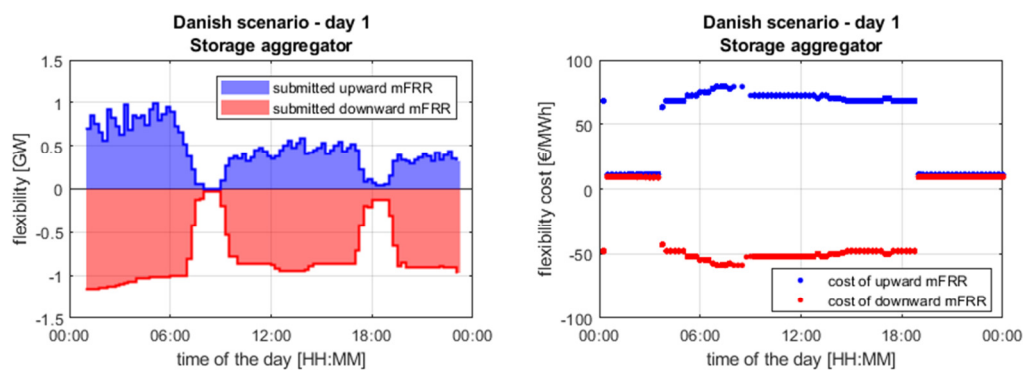 Danish scenario - day 1
Storage aggregator
1.5
1
0.5
0
-0.5
-1
-1.5
flexibility [GW]
submitted upward mFRR
submitted downward mFRR
00:00 06:00 12:00 18:00 00:00
time of the day [HH:MM]
Danish scenario - day 1
Storage aggregator
100
50
0
-50
-100
flexibility cost [€/MWh]
cost of upward mFRR
cost of downward mFRR
00:00 06:00 12:00 18:00 00:00
time of the day [HH:MM]